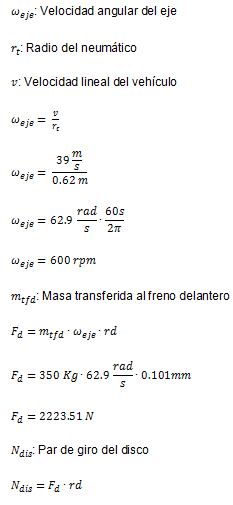 ω_eje: Velocidad angular del eje
r_t: Radio del neumático
v: Velocidad lineal del vehículo
ω_eje = v / r_t
ω_eje = 39 m/s / 0.62 m
ω_eje = 62.9 rad/s · 60s/2π
ω_eje = 600 rpm
m_tfd: Masa transferida al freno delantero
F_d = m_tfd · ω_eje · rd
F_d = 350 Kg · 62.9 rad/s · 0.101mm
F_d = 2223.51 N
N_dis: Par de giro del disco
N_dis = F_d · rd